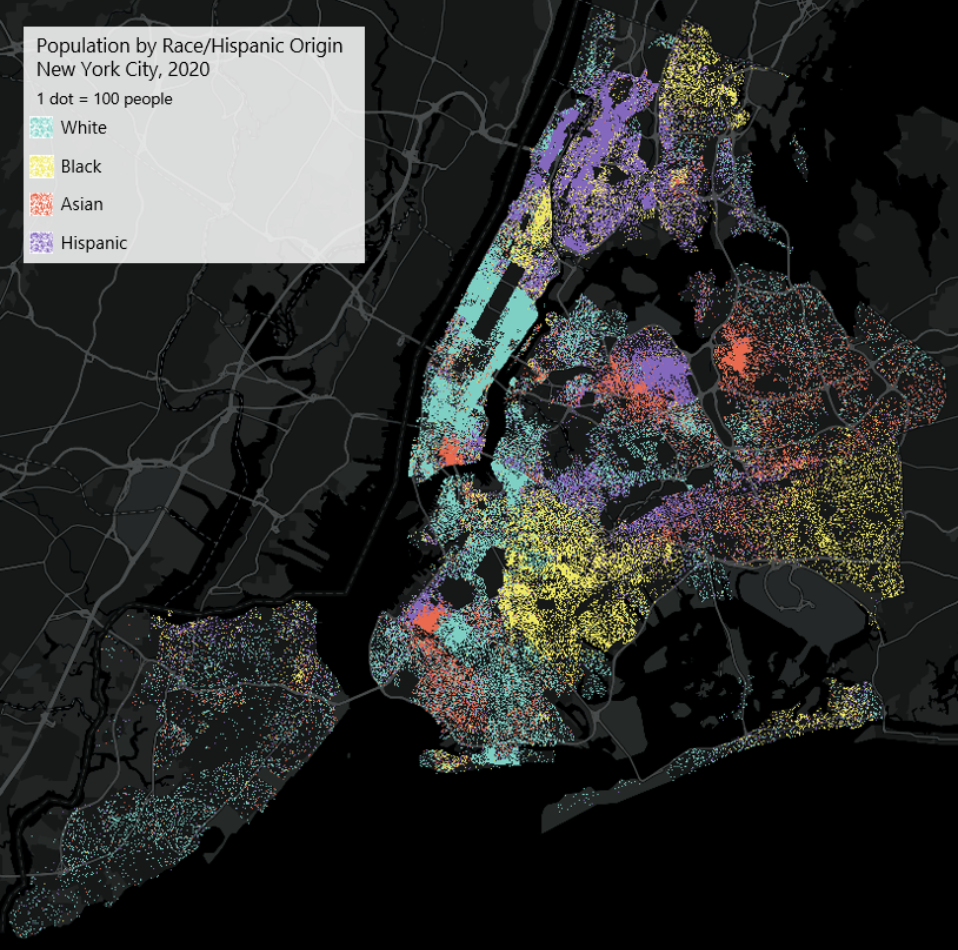 Population by Race/Hispanic Origin
New York City, 2020
1 dot = 100 people
White
Black
Asian
Hispanic